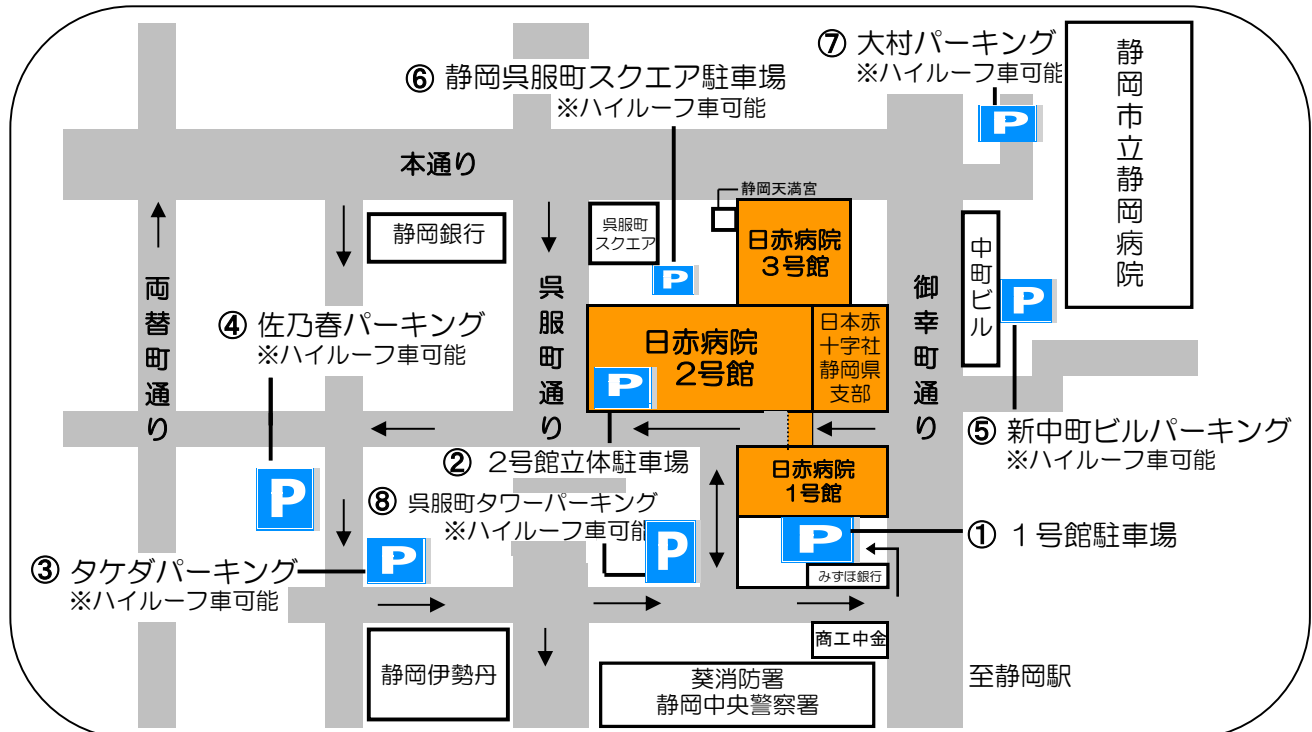 ⑦ 大村パーキング
※ハイルーフ車可能
静岡市立静岡病院
⑥ 静岡呉服町スクエア駐車場
※ハイルーフ車可能
本通り
静岡天満宮
静岡銀行
呉服町
スクエア
日赤病院
3号館
中町ビル
両替町通り
呉服町通り
御幸町通り
④ 佐乃春パーキング
※ハイルーフ車可能
日赤病院
2号館
日本赤
十字社
静岡県
支部
⑤ 新中町ビルパーキング
※ハイルーフ車可能
② 2号館立体駐車場
日赤病院
1号館
⑧ 呉服町タワーパーキング
※ハイルーフ車可能
① 1号館駐車場
③ タケダパーキング
※ハイルーフ車可能
みずほ銀行
商工中金
静岡伊勢丹
葵消防署
静岡中央警察署
至静岡駅
P
P
P
P
P
P
P
P